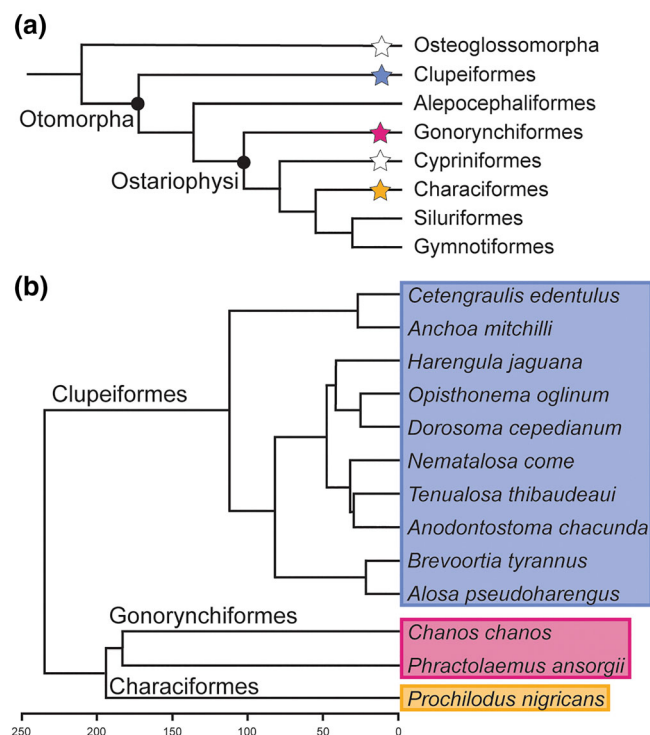 (a)
Osteoglossomorpha
Clupeiformes
Otomorpha
Alepocephaliformes
Gonorynchiformes
Ostariophysi
Cypriniformes
Characiformes
Siluriformes
Gymnotiformes
(b)
Cetengraulis edentulus
Anchoa mitchilli
Harengula jaguana
Clupeiformes
Opisthonema oglinum
Dorosoma cepedianum
Nematalosa come
Tenualosa thibaudeaui
Anodontostoma chacunda
Brevoortia tyrannus
Alosa pseudoharengus
Gonorynchiformes
Chanos chanos
Phractolaemus ansorgii
Characiformes
Prochilodus nigricans
250 200 150 100 50 0